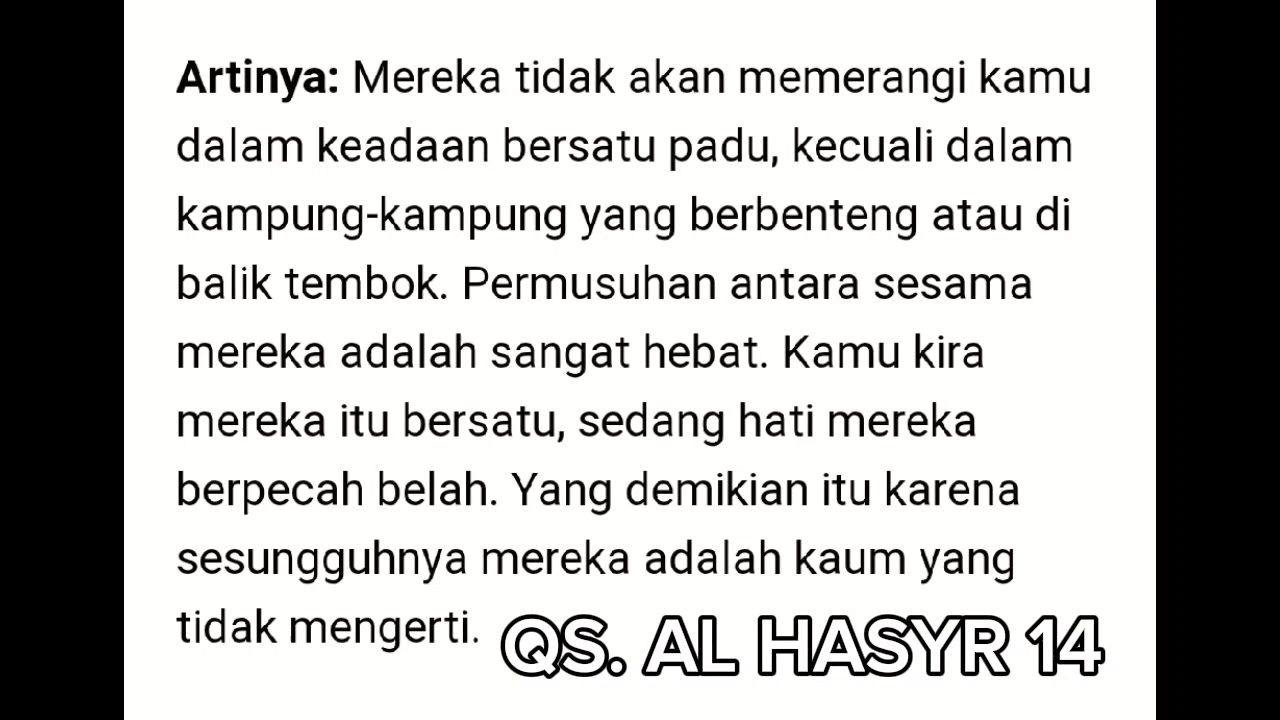 Artinya: Mereka tidak akan memerangi kamu
dalam keadaan bersatu padu, kecuali dalam
kampung-kampung yang berbenteng atau di
balik tembok. Permusuhan antara sesama
mereka adalah sangat hebat. Kamu kira
mereka itu bersatu, sedang hati mereka
berpecah belah. Yang demikian itu karena
sesungguhnya mereka adalah kaum yang
tidak mengerti.
QS. AL HASYR 14